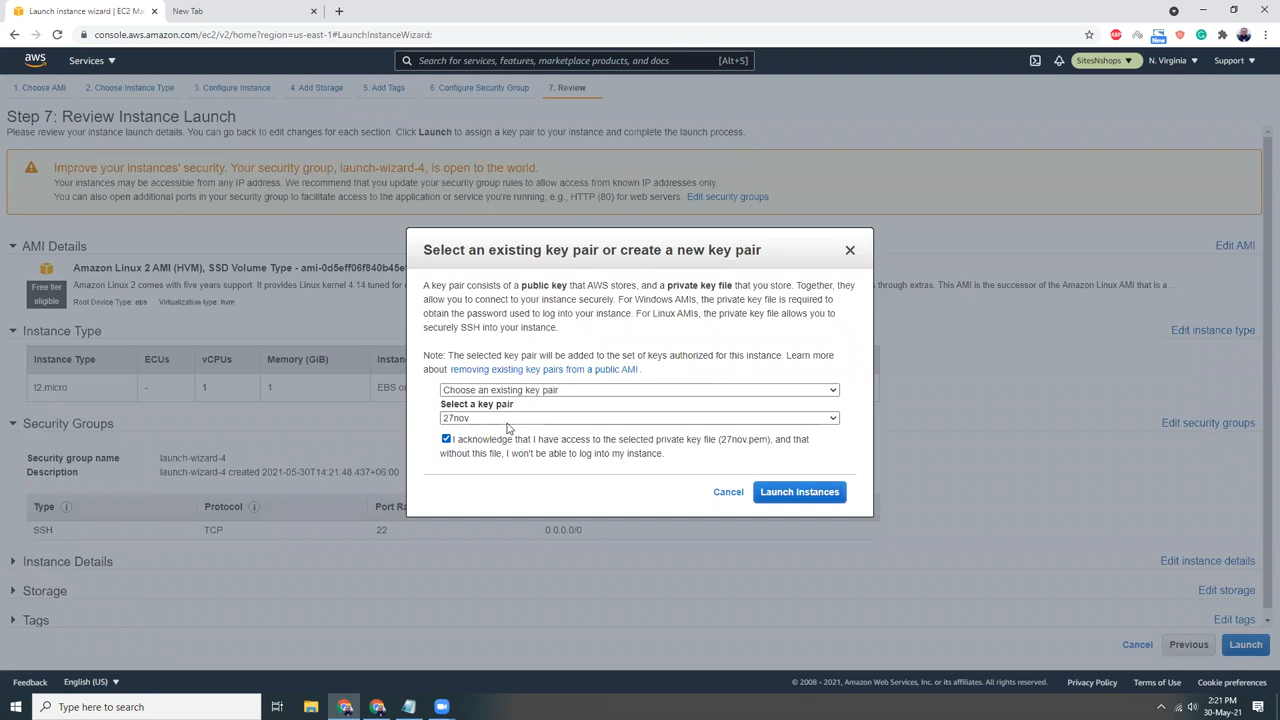 Launch instance wizard | EC2 Ma
New Tab
console.aws.amazon.com/ec2/v2/home?region=us-east-1#LaunchInstanceWizard:
ABP
New
aws
Services
Search for services, features, marketplace products, and docs
[Alt+S]
SitesNshops
N. Virginia
Support
1. Choose AMI
2. Choose Instance Type
3. Configure Instance
4. Add Storage
5. Add Tags
6. Configure Security Group
7. Review
Step 7: Review Instance Launch
Please review your instance launch details. You can go back to edit changes for each section. Click Launch to assign a key pair to your instance and complete the launch process.
Improve your instances' security. Your security group, launch-wizard-4, is open to the world.
Your instances may be accessible from any IP address. We recommend that you update your security group rules to allow access from known IP addresses only.
You can also open additional ports in your security group to facilitate access to the application or service you're running, e.g., HTTP (80) for web servers. Edit security groups
AMI Details
Edit AMI
Amazon Linux 2 AMI (HVM), SSD Volume Type - ami-0d5eff06f840b45e
Free tier
eligible
Amazon Linux 2 comes with five years support. It provides Linux kernel 4.14 tuned for
through extras. This AMI is the successor of the Amazon Linux AMI that is a...
Root Device Type: ebs Virtualization type: hvm
Instance Type
Edit instance type
Instance Type
ECUs
vCPUs
Memory (GiB)
Instan
t2.micro
-
1
1
EBS o
Security Groups
Edit security groups
Security group name
launch-wizard-4
Description
launch-wizard-4 created 2021-05-30T14:21:48.437+06:00
Type
Protocol
Port Ra
SSH
TCP
22
0.0.0.0/0
Instance Details
Edit instance details
Storage
Edit storage
Tags
Edit tags
Select an existing key pair or create a new key pair
A key pair consists of a public key that AWS stores, and a private key file that you store. Together, they
allow you to connect to your instance securely. For Windows AMIs, the private key file is required to
obtain the password used to log into your instance. For Linux AMIs, the private key file allows you to
securely SSH into your instance.
Note: The selected key pair will be added to the set of keys authorized for this instance. Learn more
about removing existing key pairs from a public AMI .
Choose an existing key pair
Select a key pair
27nov
I acknowledge that I have access to the selected private key file (27nov.pem), and that
without this file, I won't be able to log into my instance.
Cancel
Launch Instances
Cancel
Previous
Launch
Feedback
English (US)
© 2008 - 2021, Amazon Web Services, Inc. or its affiliates. All rights reserved.
Privacy Policy
Terms of Use
Cookie preferences
Type here to search
2:21 PM
30-May-21